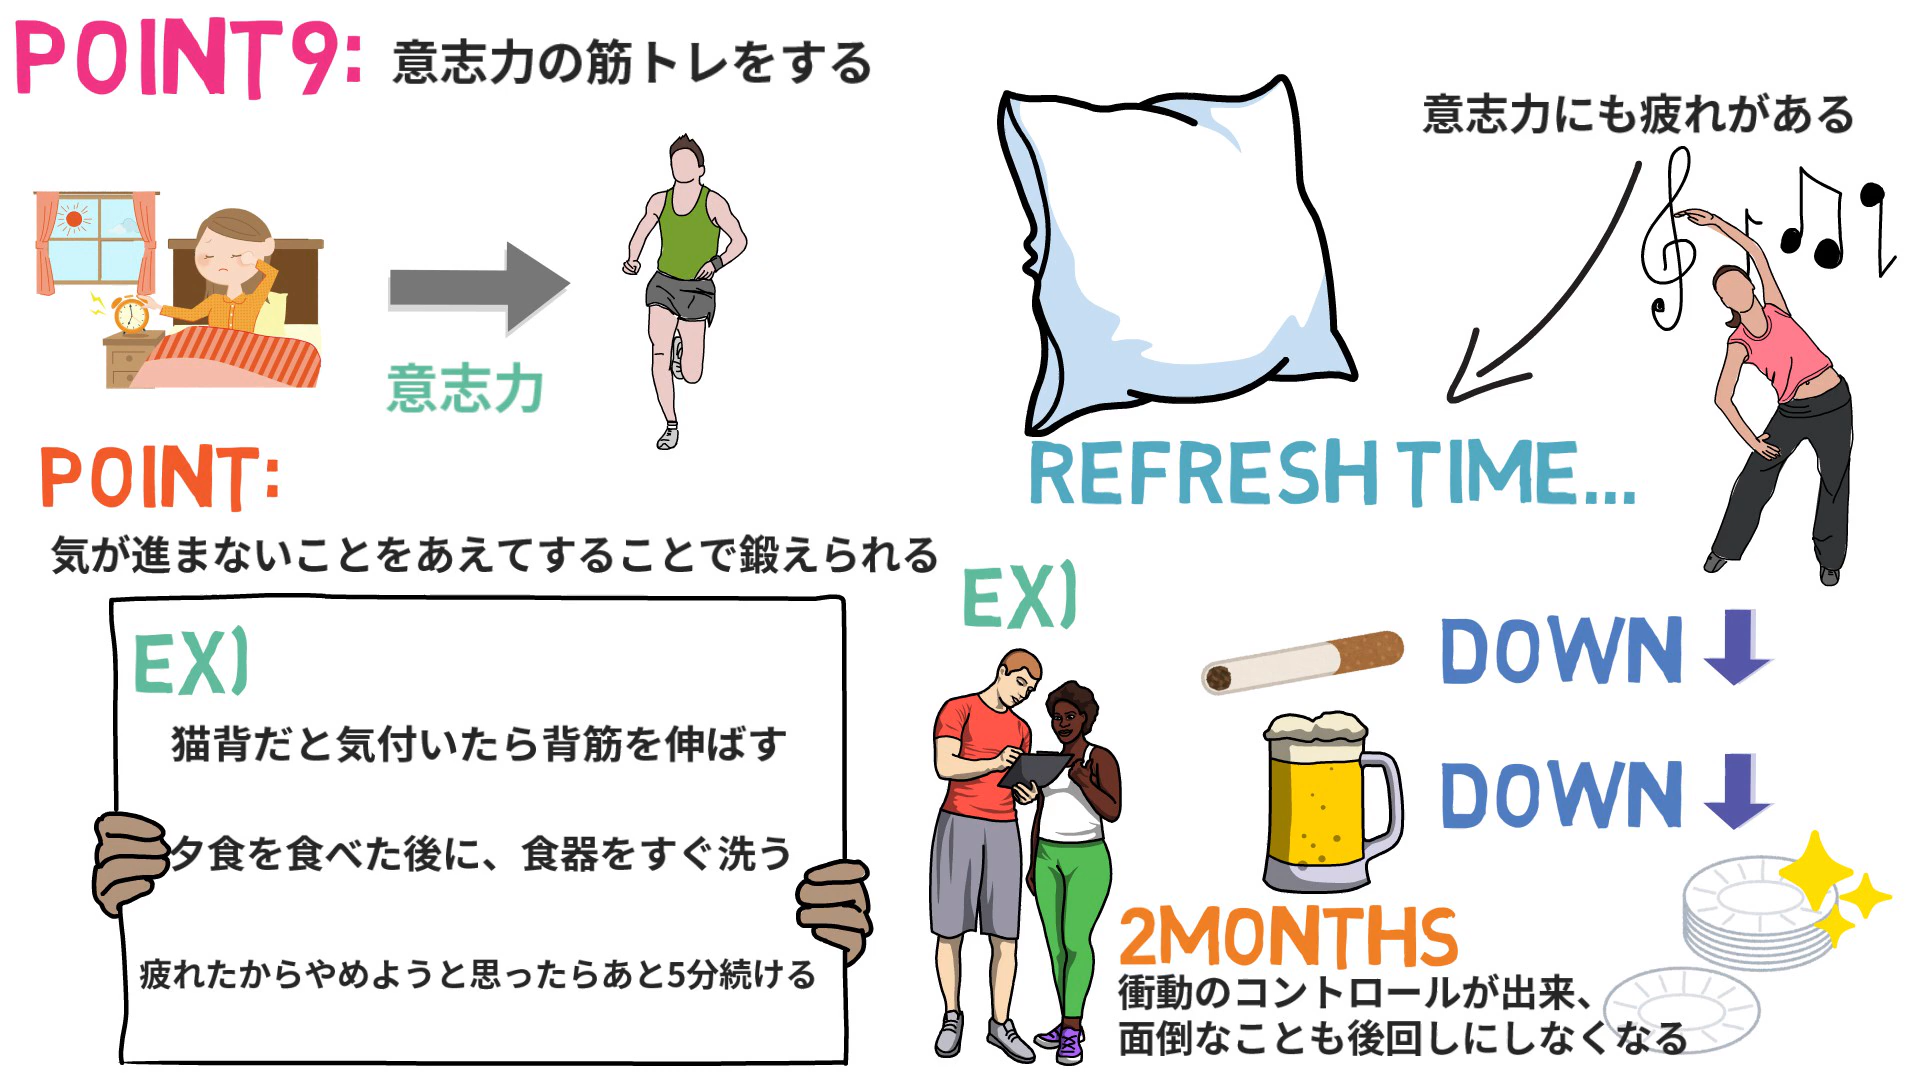 POINT9: 意志力の筋トレをする
意志力
POINT:
気が進まないことをあえてすることで鍛えられる
EX)
猫背だと気付いたら背筋を伸ばす
夕食を食べた後に、食器をすぐ洗う
疲れたからやめようと思ったらあと5分続ける
意志力にも疲れがある
REFRESH TIME...
EX)
DOWN
DOWN
2MONTHS
衝動のコントロールが出来、
面倒なことも後回しにしなくなる